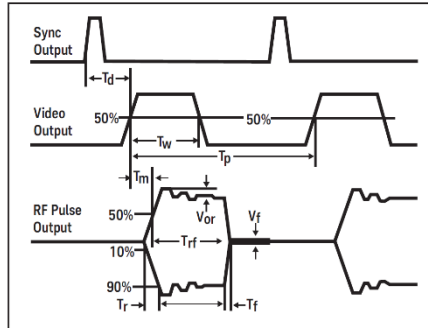 Sync
Output
Td
Video
Output
50%
50%
Tw
Tp
Tm
RF Pulse
Output
50%
Vor
Vf
Trf
10%
90%
Tr
Tf